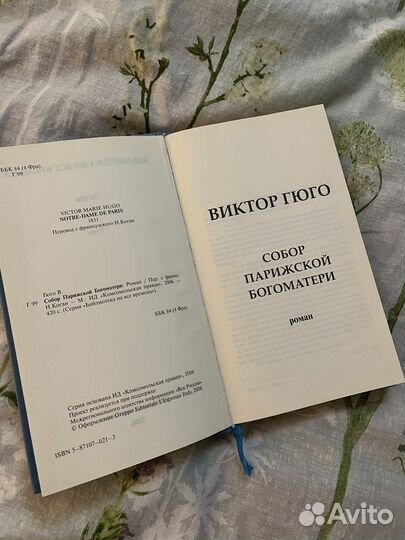 ББК 84 (4 Фра)
Г 99
VICTOR MARIE HUGO
NOTRE-DAME DE PARIS
1831
Перевод с французского Н.Коган
Гюго В.
Г 99 Собор Парижской Богоматери: Роман / Пер. с франц.
Н.Коган — М.: ИД «Комсомольская правда», 2006. —
420 с. (Серия «Библиотека на все времена»).
ББК 84 (4 Фра)
Серия основана ИД «Комсомольская правда», 2006
Проект реализуется при поддержке
Межрегионального агентства информации «Вся Россия»
© Оформление Gruppo Editoriale L'Espresso Italy, 2006
ISBN 5-87107-021-3
ВИКТОР ГЮГО
СОБОР
ПАРИЖСКОЙ
БОГОМАТЕРИ
роман
Avito